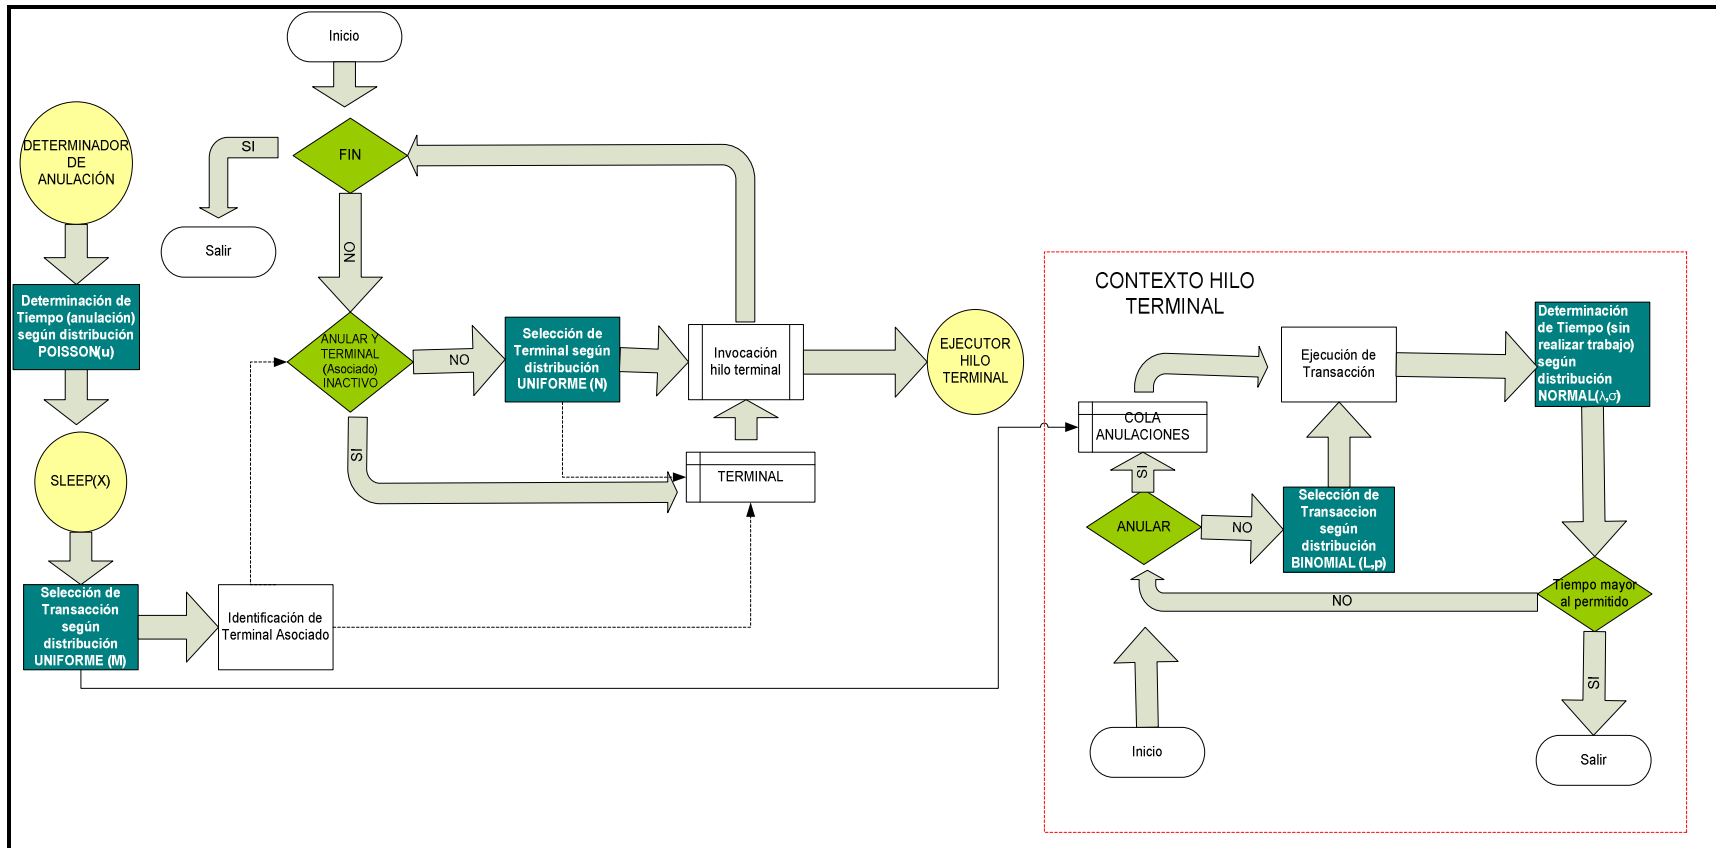 Inicio
DETERMINADOR
DE
ANULACIÓN
SI
FIN
Salir
NO
Determinación de
Tiempo (anulación)
según distribución
POISSON(u)
ANULAR Y
TERMINAL
(Asociado)
INACTIVO
NO
Selección de
Terminal según
distribución
UNIFORME (N)
Invocación
hilo terminal
EJECUTOR
HILO
TERMINAL
SI
TERMINAL
SLEEP(X)
Selección de
Transacción
según
distribución
UNIFORME (M)
Identificación de
Terminal Asociado
CONTEXTO HILO
TERMINAL
Ejecución de
Transacción
Determinación
de Tiempo (sin
realizar trabajo)
según
distribución
NORMAL(λ,σ)
COLA
ANULACIONES
SI
ANULAR
NO
Selección de
Transaccion
según
distribución
BINOMIAL (L,p)
Tiempo mayor
al permitido
NO
SI
Inicio
Salir